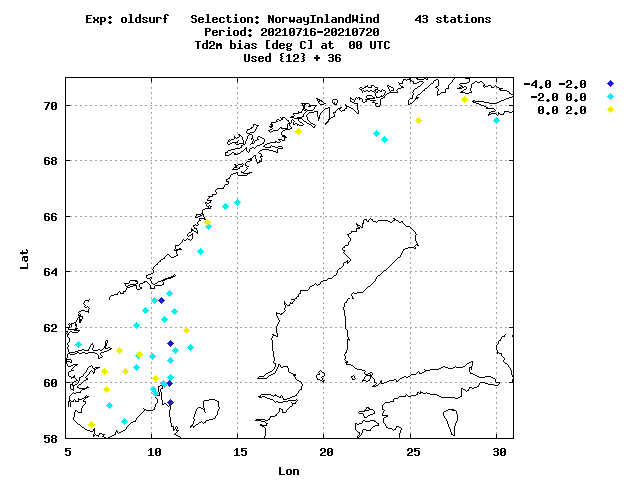 Exp: oldsurf   Selection: NorwayInlandWind     43 stations
Period: 20210716-20210720
Td2m bias [deg C] at  00 UTC
Used {12} + 36
-4.0 -2.0
-2.0 0.0
0.0 2.0
70
68
66
64
62
60
58
Lat
5 10 15 20 25 30
Lon